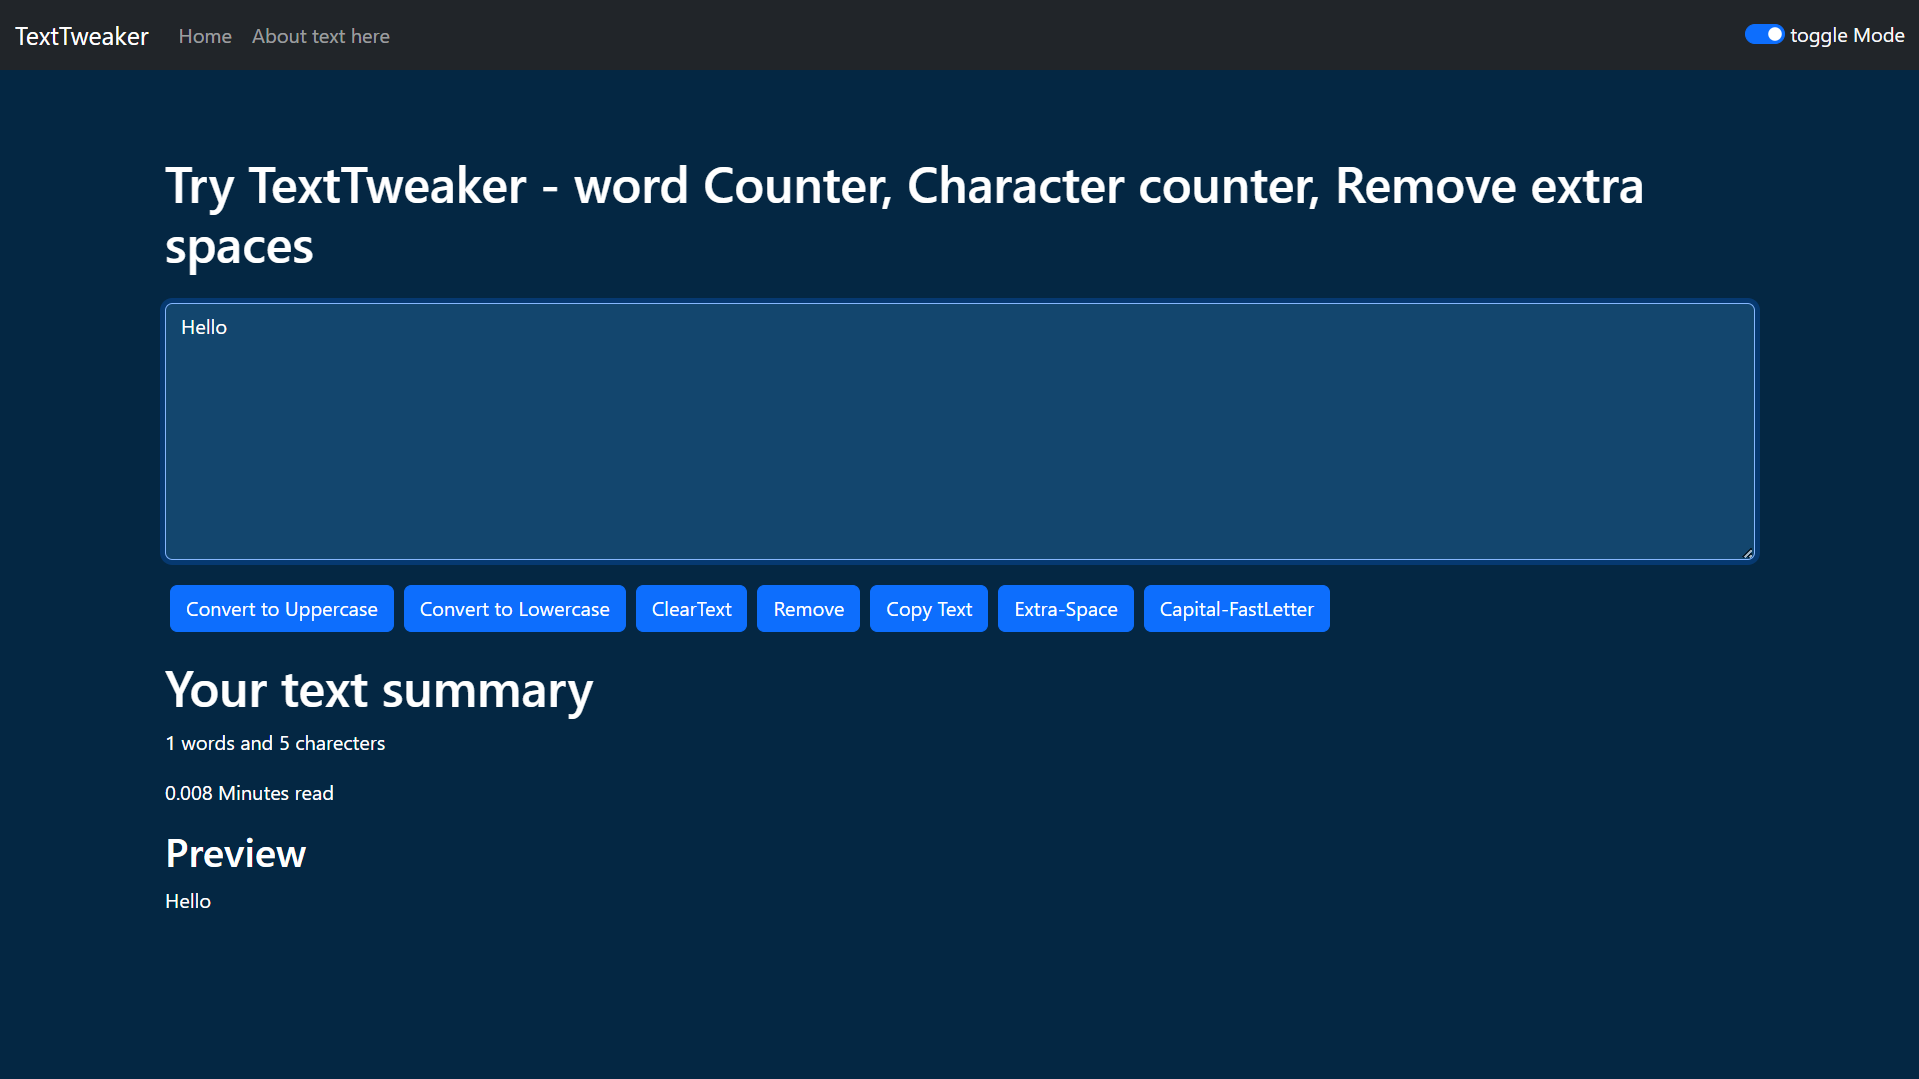 TextTweaker Home About text here toggle Mode
Try TextTweaker - word Counter, Character counter, Remove extra
spaces
Hello
Convert to Uppercase Convert to Lowercase ClearText Remove Copy Text Extra-Space Capital-FastLetter
Your text summary
1 words and 5 charecters
0.008 Minutes read
Preview
Hello